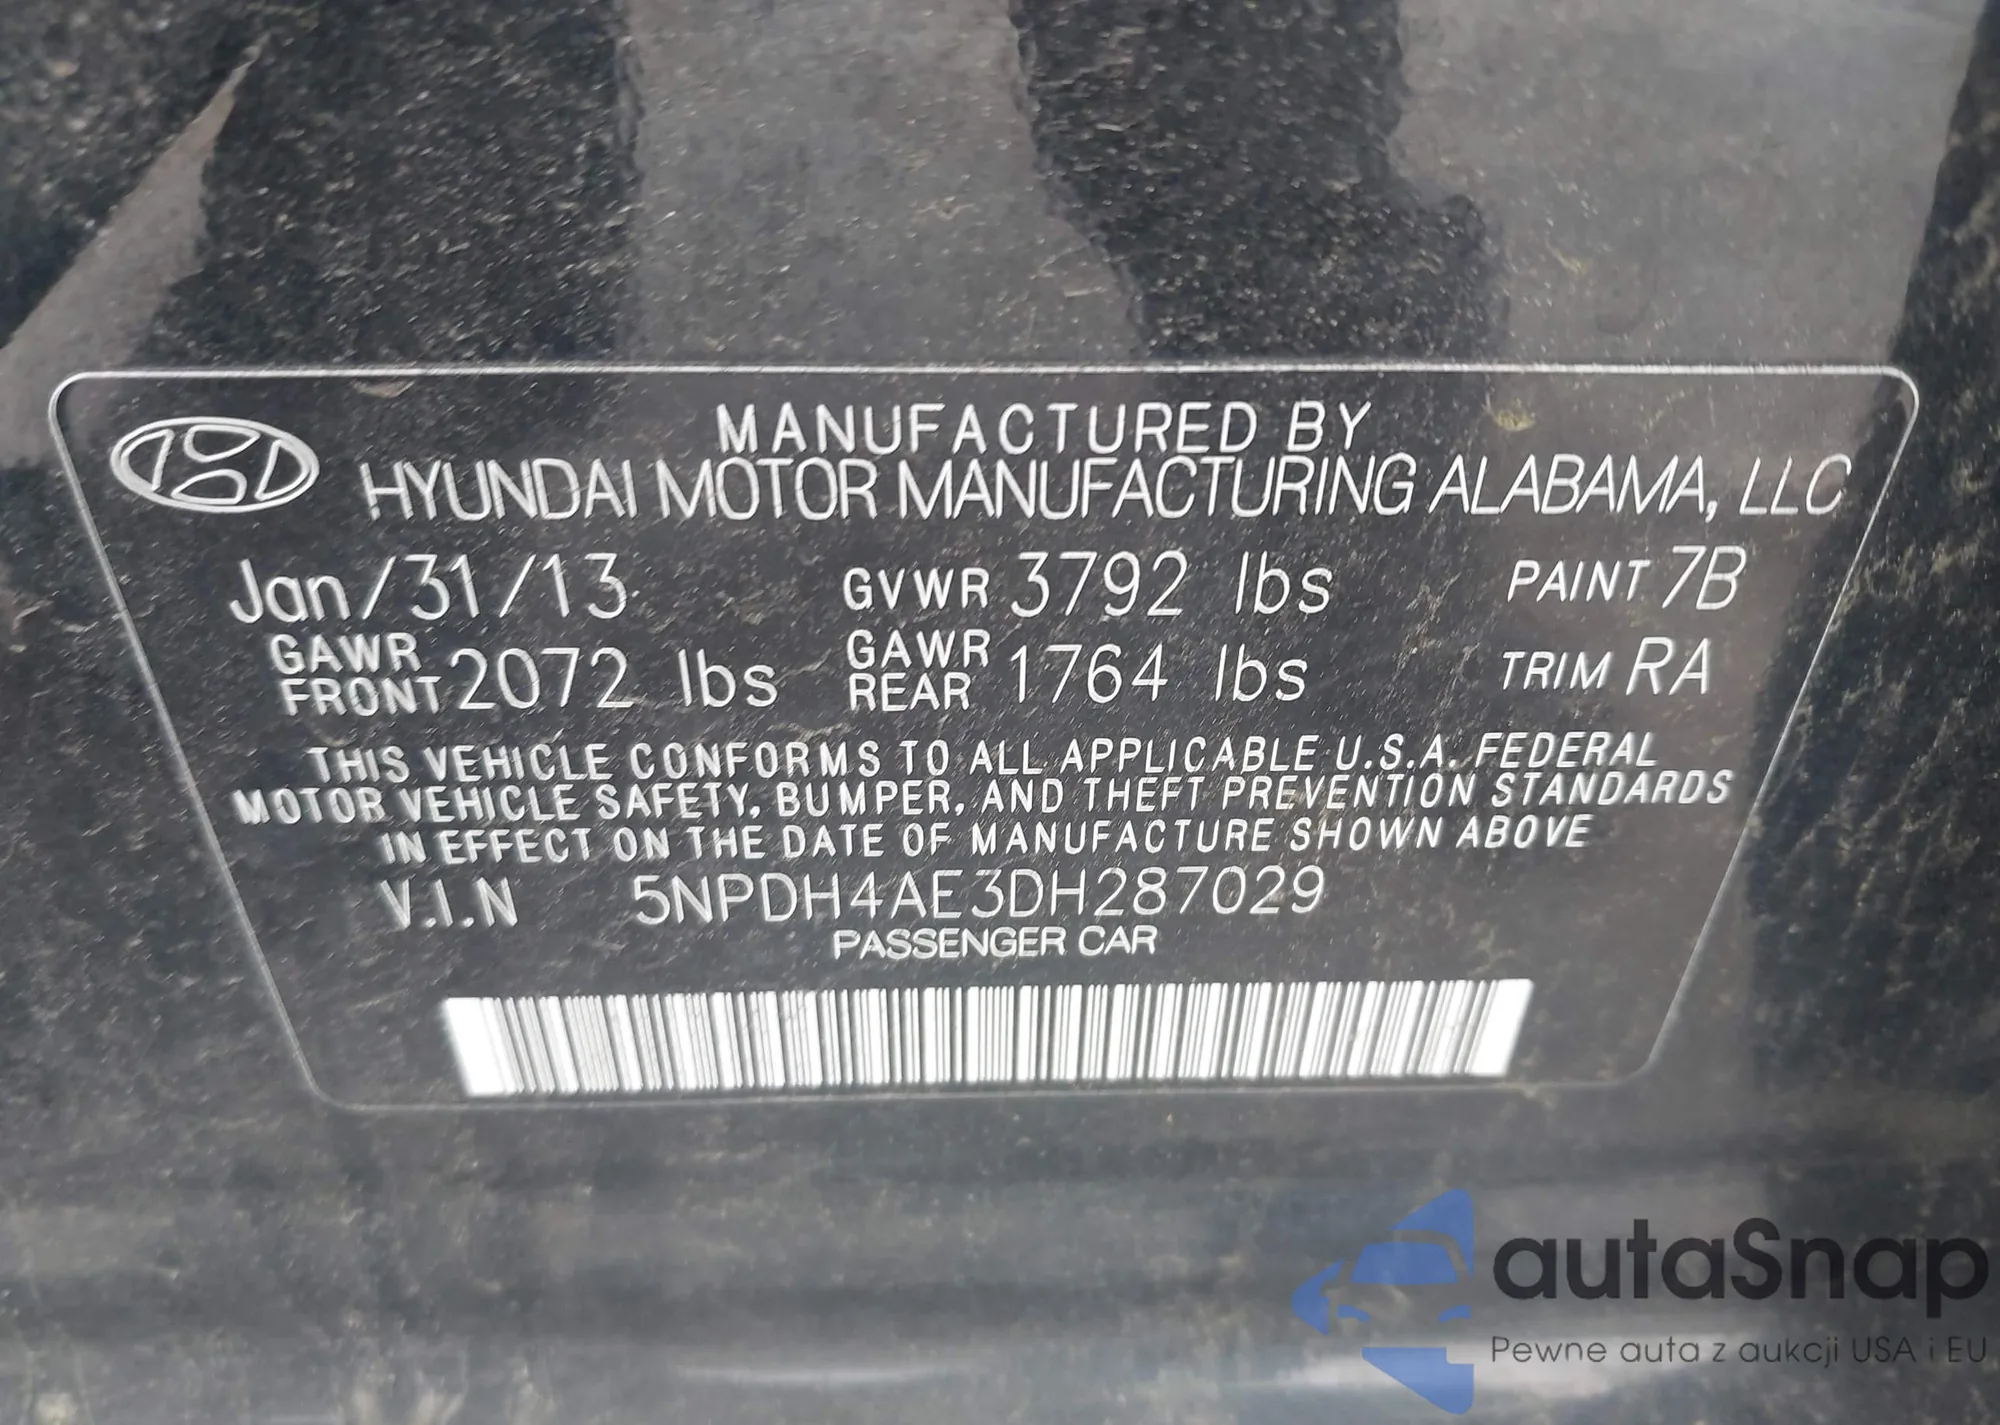 MANUFACTURED BY
HYUNDAI MOTOR MANUFACTURING ALABAMA, LLC
Jan/31/13 GVWR 3792 lbs PAINT 7B
GAWR FRONT 2072 lbs GAWR REAR 1764 lbs TRIM RA
THIS VEHICLE CONFORMS TO ALL APPLICABLE U.S.A. FEDERAL
MOTOR VEHICLE SAFETY, BUMPER, AND THEFT PREVENTION STANDARDS
IN EFFECT ON THE DATE OF MANUFACTURE SHOWN ABOVE
V.I.N 5NPDH4AE3DH287029
PASSENGER CAR
autaSnap
Pewne auta z aukcji USA i EU